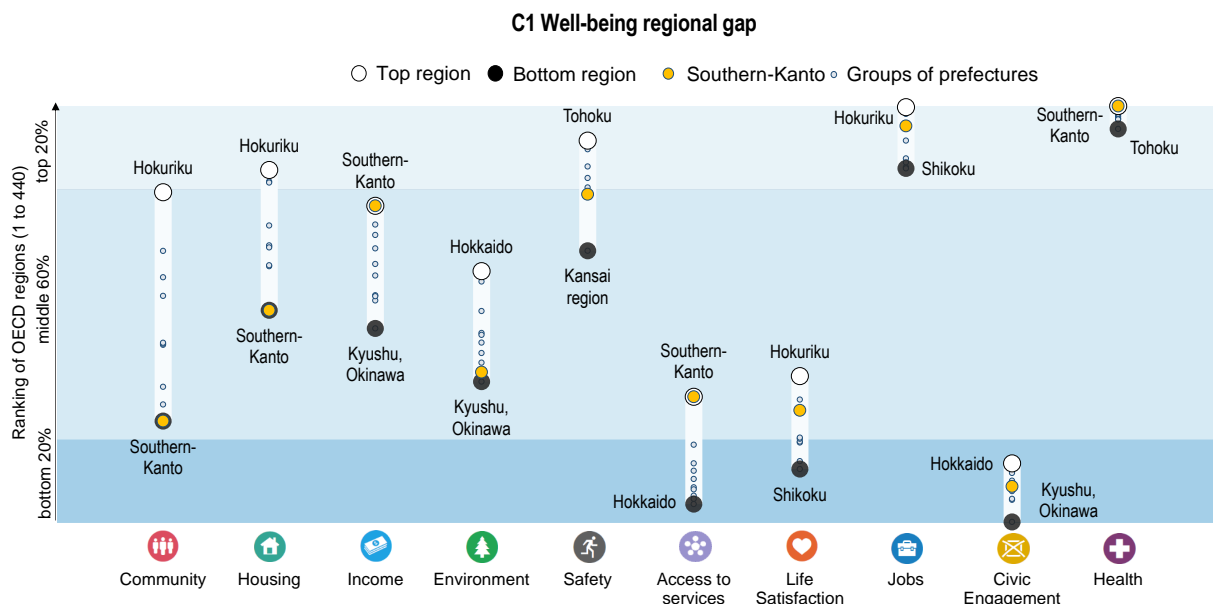 C1 Well-being regional gap
Top region
Bottom region
Southern-Kanto
Groups of prefectures
Ranking of OECD regions (1 to 440)
top 20%
middle 60%
bottom 20%
Hokuriku
Southern-
Kanto
Hokuriku
Southern-
Kanto
Southern-
Kanto
Kyushu,
Okinawa
Hokkaido
Kyushu,
Okinawa
Tohoku
Kansai
region
Southern-
Kanto
Hokkaido
Hokuriku
Shikoku
Hokuriku
Shikoku
Hokkaido
Kyushu,
Okinawa
Southern-
Kanto
Tohoku
Community
Housing
Income
Environment
Safety
Access to
services
Life
Satisfaction
Jobs
Civic
Engagement
Health